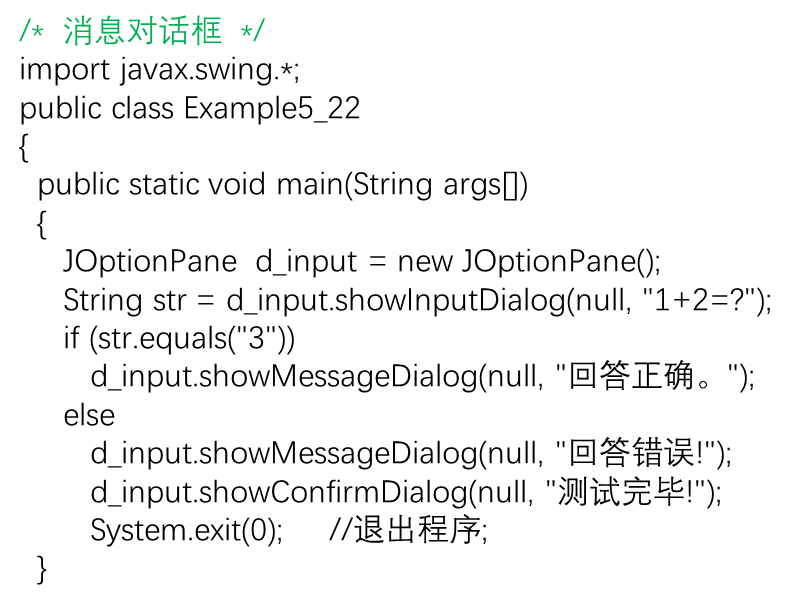 /* 消息对话框 */
import javax.swing.*;
public class Example5_22
{
public static void main(String args[])
{
JOptionPane d_input = new JOptionPane();
String str = d_input.showInputDialog(null, "1+2=?");
if (str.equals("3"))
d_input.showMessageDialog(null, "回答正确。");
else
d_input.showMessageDialog(null, "回答错误!");
d_input.showConfirmDialog(null, "测试完毕!");
System.exit(0); //退出程序;
}